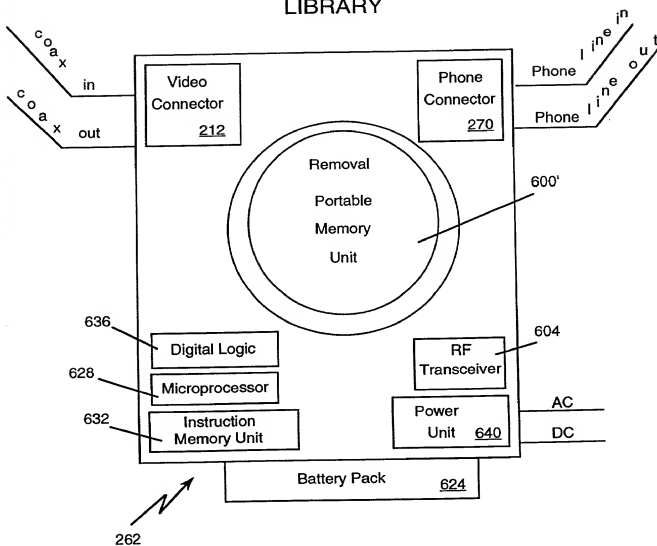 LIBRARY
coax in
coax out
Video
Connector
212
Phone
Connector
270
Phone line in
Phone line out
Removal
Portable
Memory
Unit
600'
636
Digital Logic
628
Microprocessor
632
Instruction
Memory Unit
604
RF
Transceiver
Power
Unit 640
AC
DC
Battery Pack 624
262